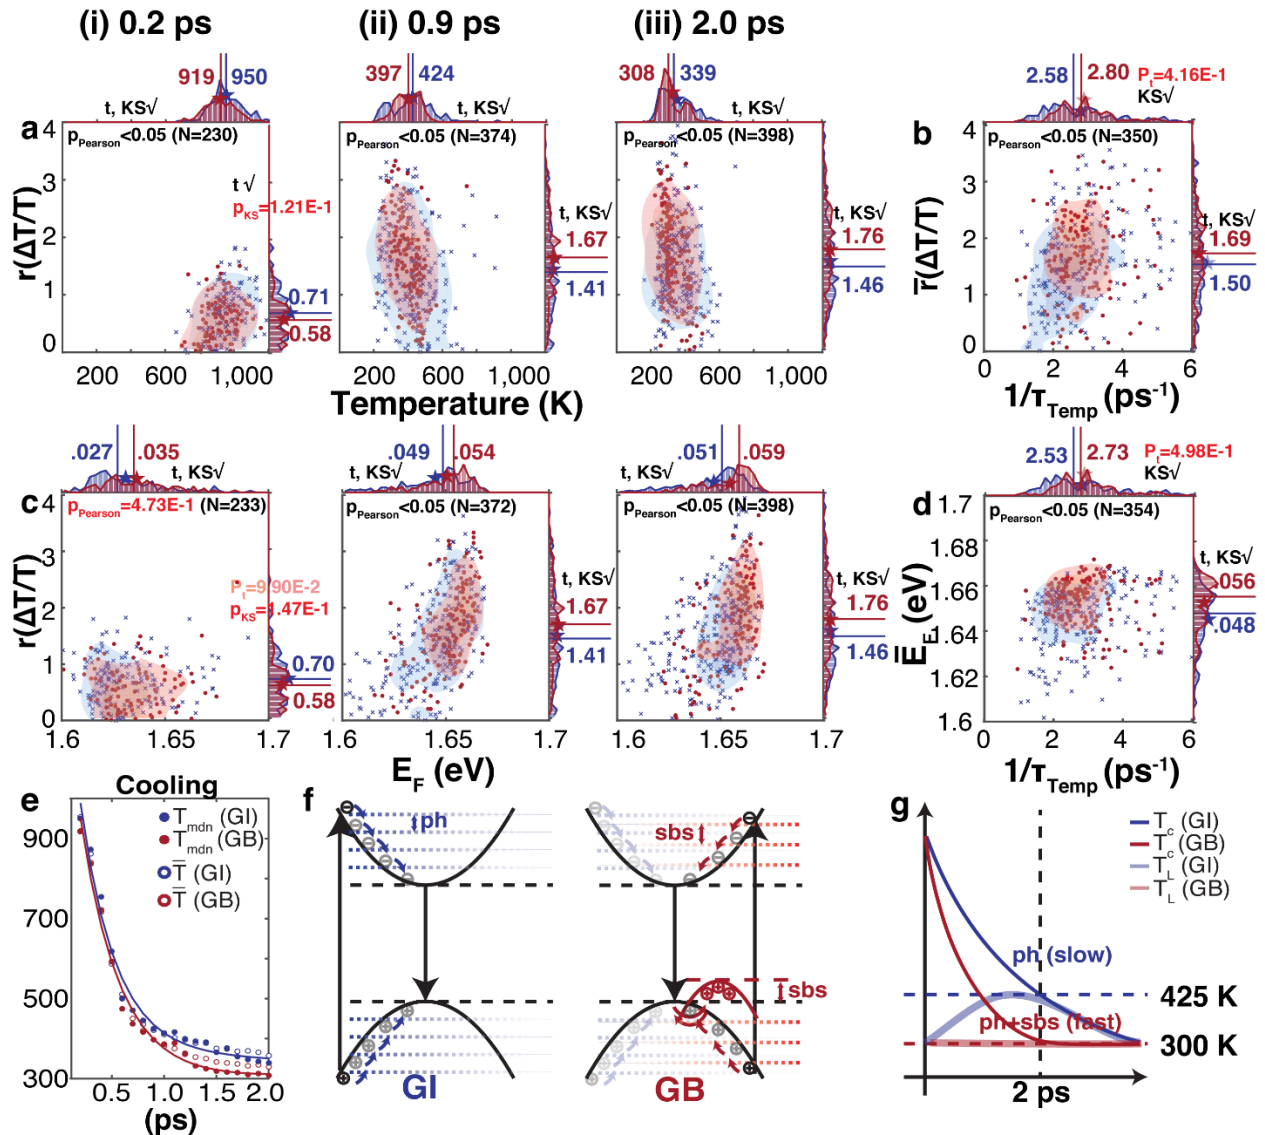 (i) 0.2 ps (ii) 0.9 ps (iii) 2.0 ps
919 950
t, KS√
397 424
t, KS√
308 339
t, KS√
2.58 2.80 Pt=4.16E-1
KS√
a
4
3
2
1
0
r(ΔT/T)
pPearson<0.05 (N=230)
t √
pKS=1.21E-1
0.71
0.58
pPearson<0.05 (N=374)
t, KS√
1.67
1.41
pPearson<0.05 (N=398)
t, KS√
1.76
1.46
200 600 1,000 200 600 1,000 200 600 1,000
Temperature (K)
b
4
3
2
1
0
r̅(ΔT/T)
pPearson<0.05 (N=350)
t, KS√
1.69
1.50
0 2 4 6
1/τTemp (ps-1)
.027 .035
t, KS√
.049 .054
t, KS√
.051 .059
t, KS√
2.53 2.73 Pt=4.98E-1
KS√
c
4
3
2
1
0
r(ΔT/T)
pPearson=4.73E-1 (N=233)
Pt=9.90E-2
pKS=1.47E-1
0.70
0.58
pPearson<0.05 (N=372)
t, KS√
1.67
1.41
pPearson<0.05 (N=398)
t, KS√
1.76
1.46
1.6 1.65 1.7 1.65 1.7 1.6 1.65 1.7
EF (eV)
d
1.7
1.68
1.66
1.64
1.62
1.6
pPearson<0.05 (N=354)
t, KS√
.056
.048
0 2 4 6
1/τTemp (ps-1)
e
Cooling
900
700
500
300
Tmdn (GI)
Tmdn (GB)
T̅ (GI)
T̅ (GB)
0.5 1.0 1.5 2.0
(ps)
f
ph
GI
sbs
sbs
GB
g
Tc (GI)
Tc (GB)
TL (GI)
TL (GB)
ph (slow)
425 K
ph+sbs (fast)
300 K
2 ps